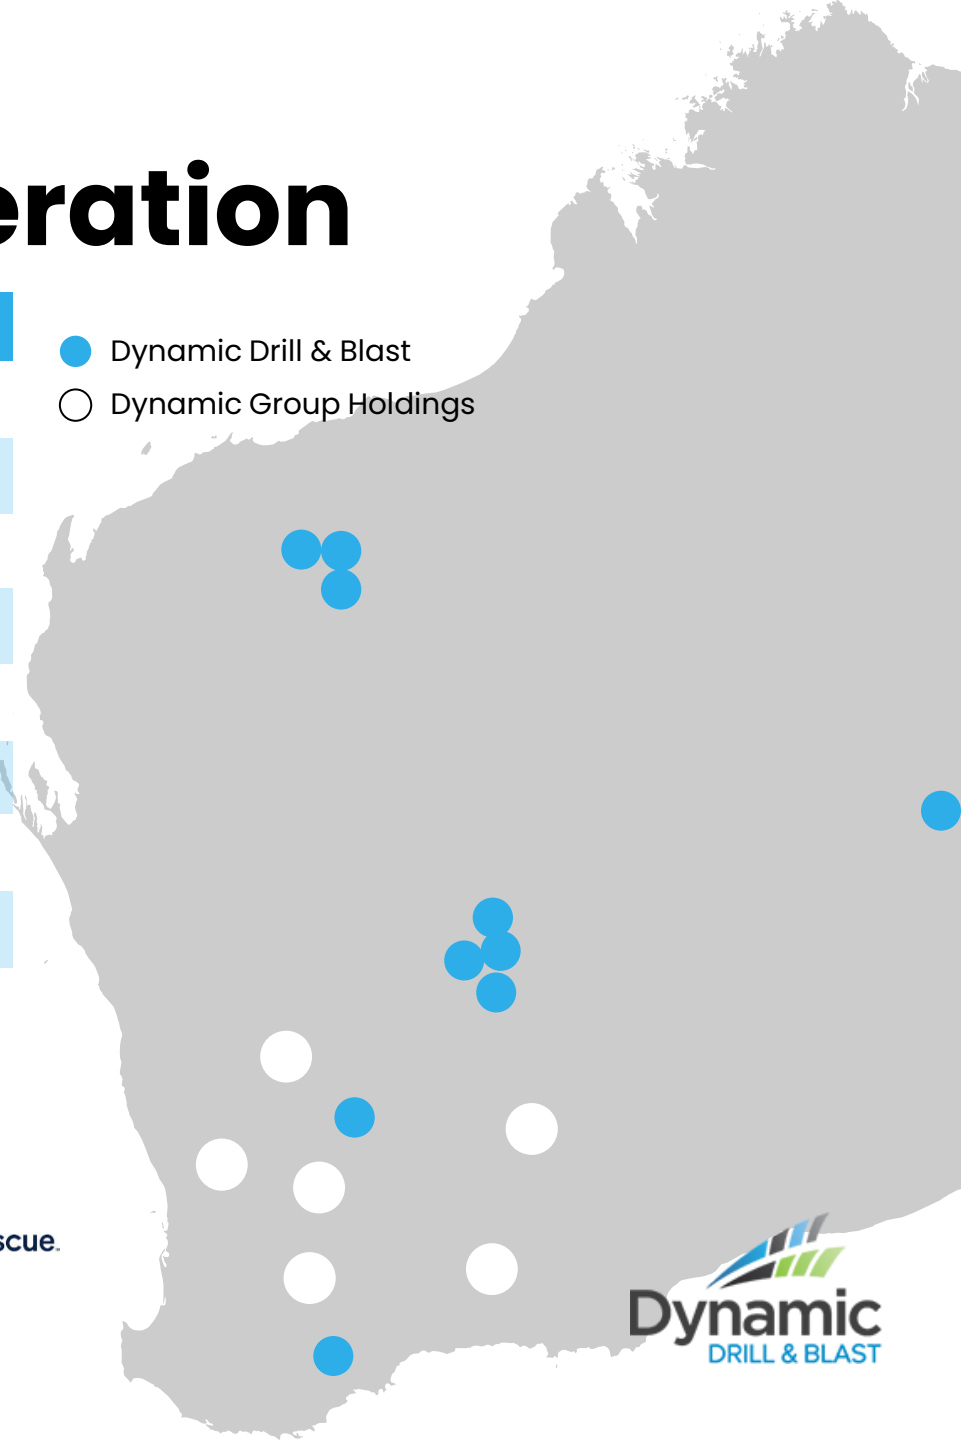 eration
Dynamic Drill & Blast
Dynamic Group Holdings
scue
Dynamic
DRILL & BLAST